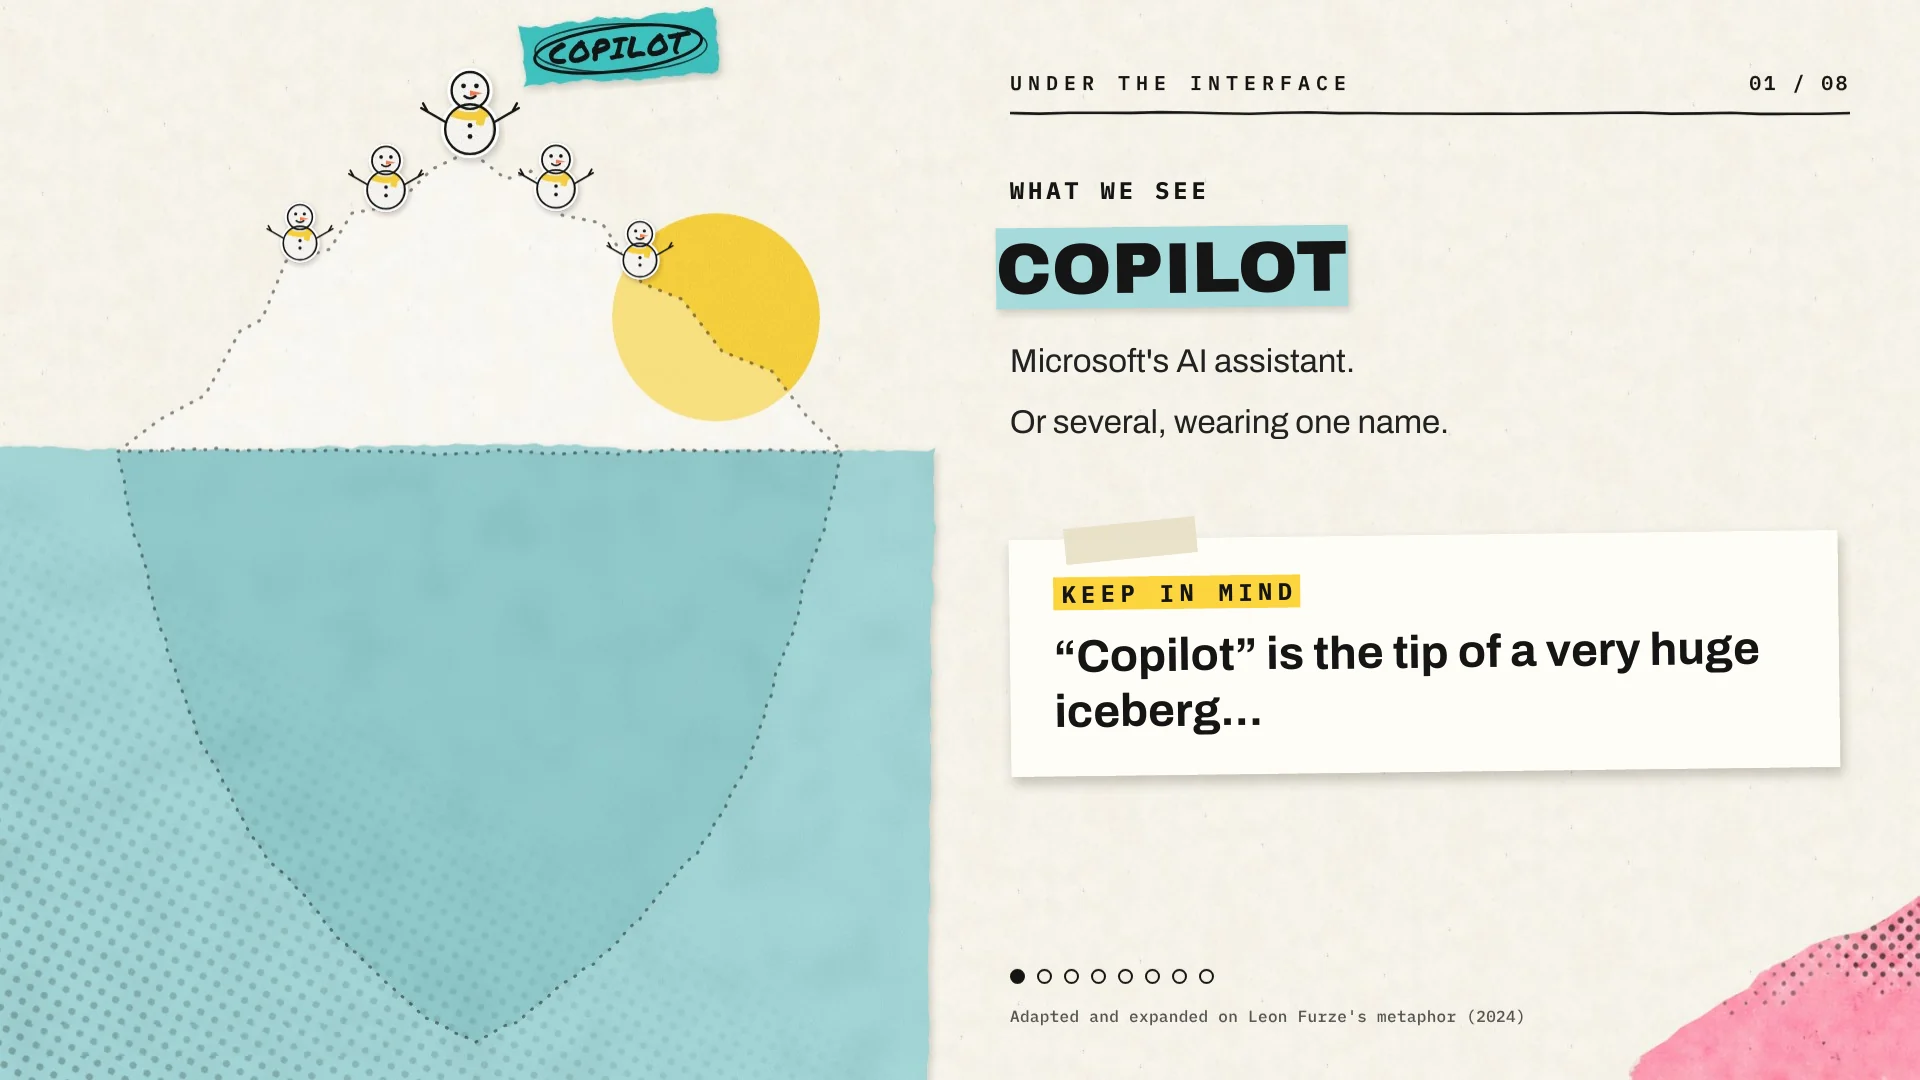 COPILOT
UNDER THE INTERFACE
01 / 08
WHAT WE SEE
COPILOT
Microsoft's AI assistant.
Or several, wearing one name.
KEEP IN MIND
“Copilot” is the tip of a very huge
iceberg...
Adapted and expanded on Leon Furze's metaphor (2024)